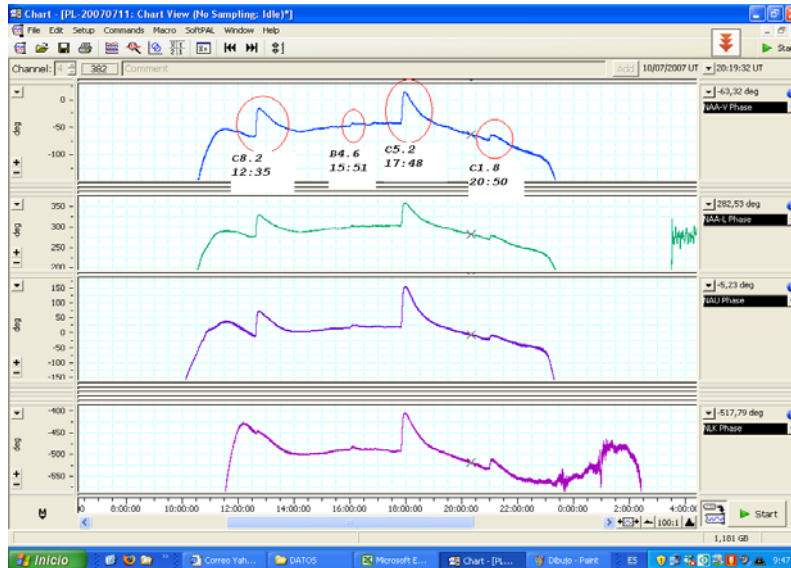 Chart - [PL-20070711: Chart View (No Sampling: Idle)*]
File Edit Setup Commands Macro SoftPAL Window Help
Channel: 4 382 Comment Add 10/07/2007 UT 20:19:32 UT
0
-50
-100
deg
C8.2
12:35
B4.6
15:51
C5.2
17:48
C1.8
20:50
-63,32 deg
NAA-V Phase
350
300
250
200
deg
282,53 deg
NAA-L Phase
150
100
50
0
-50
-100
-150
deg
-5,23 deg
NAU Phase
-400
-450
-500
-550
deg
-517,79 deg
NLK Phase
8:00:00 10:00:00 12:00:00 14:00:00 16:00:00 18:00:00 20:00:00 22:00:00 0:00:00 2:00:00 4:00:0
100:1
Start
1,181 GB
Inicio Correo Yah... DATOS Microsoft E... Chart - [PL... Dibujo - Paint ES 9:47